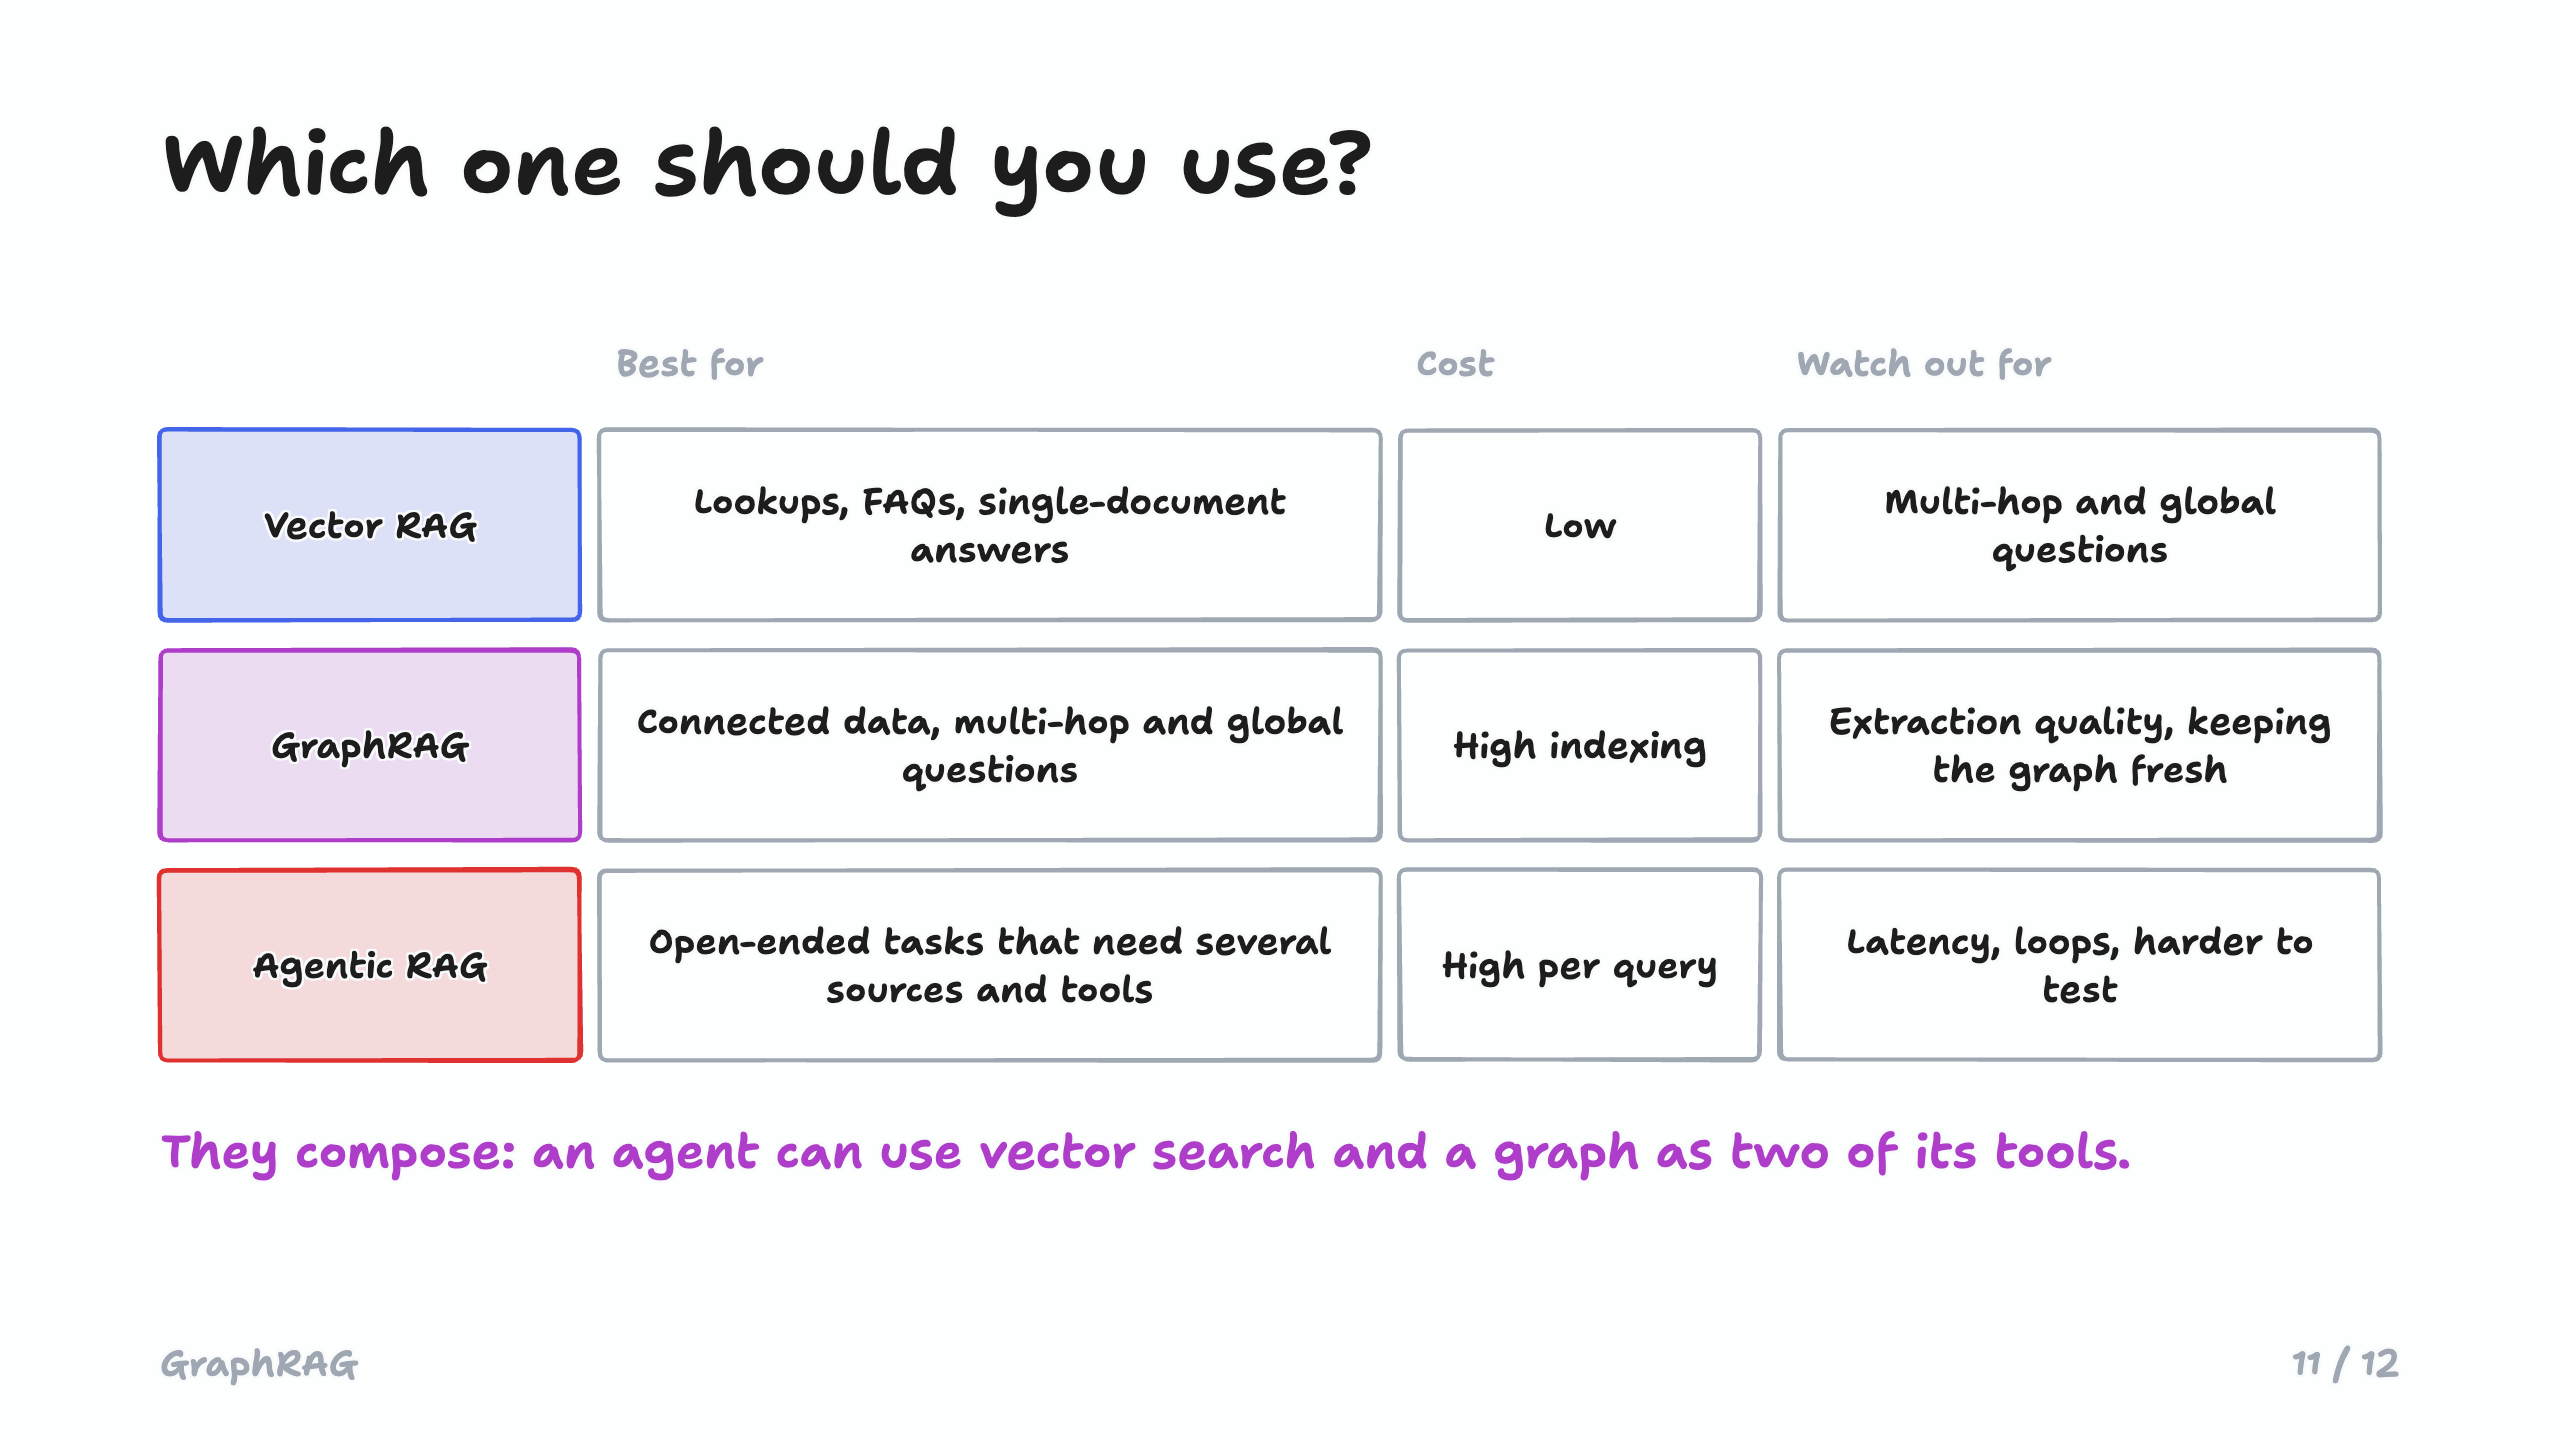 Which one should you use?
Best for
Cost
Watch out for
Vector RAG
Lookups, FAQs, single-document
answers
Low
Multi-hop and global
questions
GraphRAG
Connected data, multi-hop and global
questions
High indexing
Extraction quality, keeping
the graph fresh
Agentic RAG
Open-ended tasks that need several
sources and tools
High per query
Latency, loops, harder to
test
They compose: an agent can use vector search and a graph as two of its tools.
GraphRAG
11 / 12